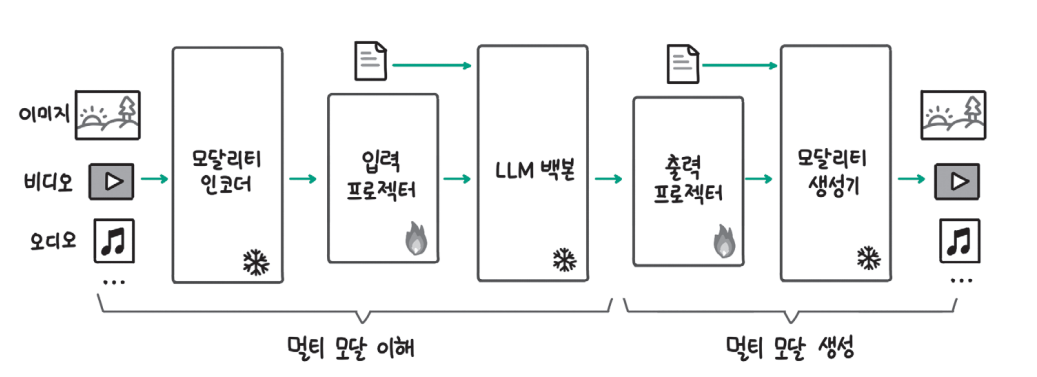 이미지
비디오
오디오
...
모달리티
인코더
입력
프로젝터
LLM 백본
출력
프로젝터
모달리티
생성기
...
멀티 모달 이해
멀티 모달 생성